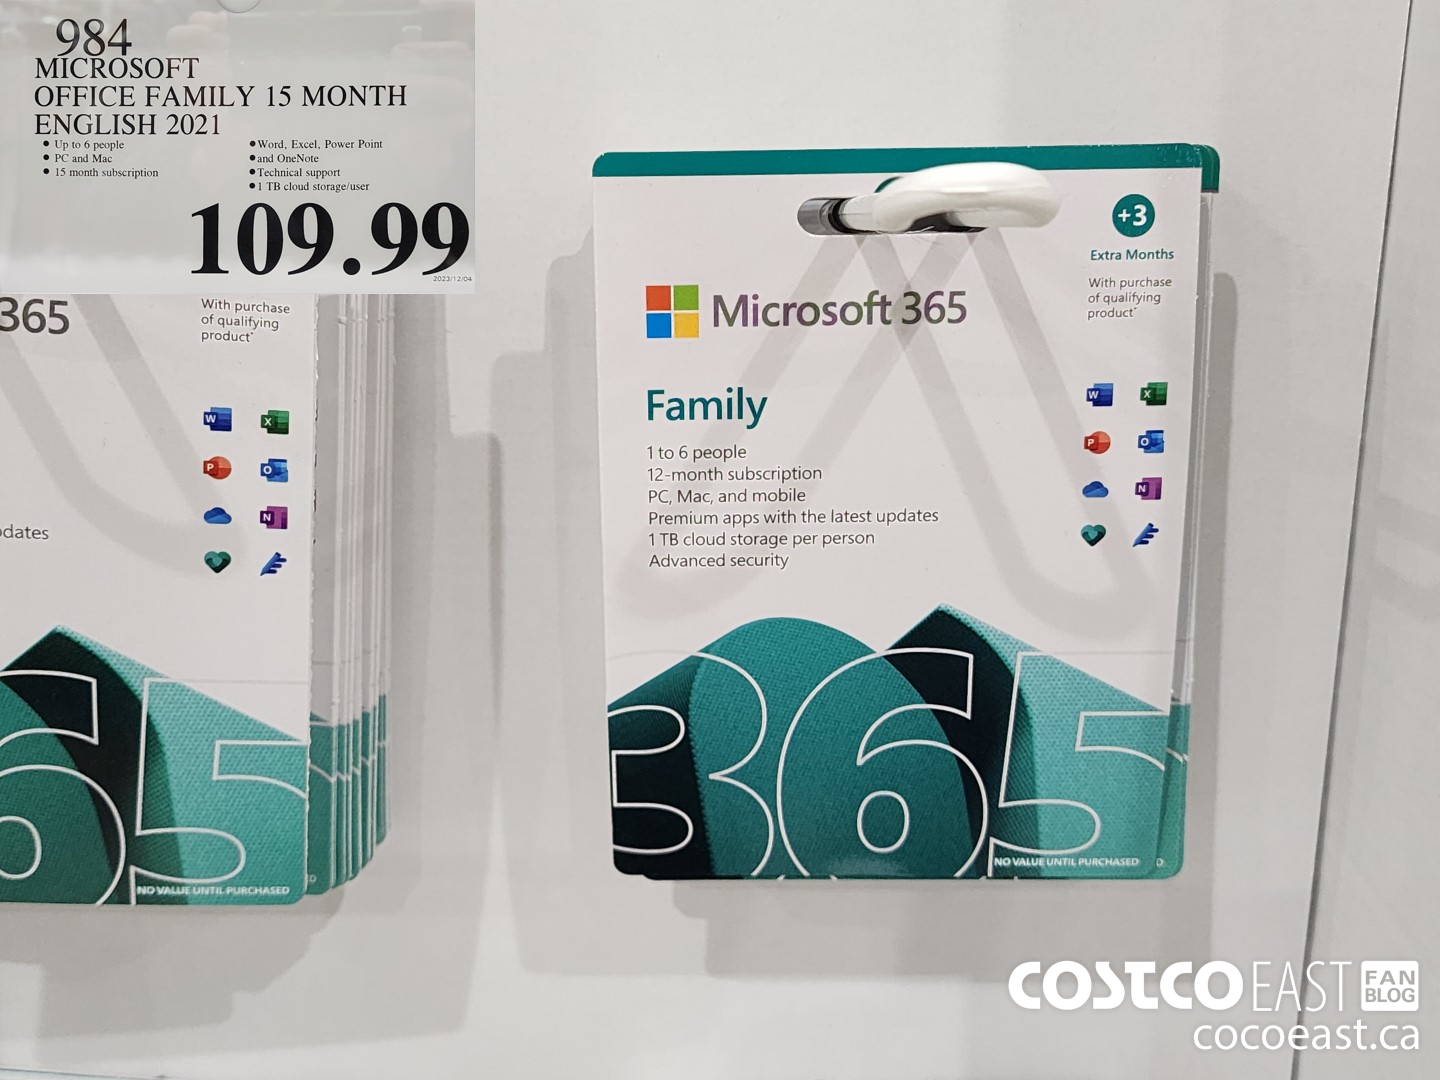 984
MICROSOFT
OFFICE FAMILY 15 MONTH
ENGLISH 2021
• Up to 6 people
• PC and Mac
• 15 month subscription
• Word, Excel, Power Point
• and OneNote
• Technical support
• 1 TB cloud storage/user
109.99
2023/12/04
365
With purchase
of qualifying
product*
W X
P O
N
dates
65
NO VALUE UNTIL PURCHASED
D
+3
Extra Months
With purchase
of qualifying
product*
Microsoft 365
Family
1 to 6 people
12-month subscription
PC, Mac, and mobile
Premium apps with the latest updates
1 TB cloud storage per person
Advanced security
W X
P O
N
365
NO VALUE UNTIL PURCHASED
D
COSTCO EAST FAN BLOG
cocoeast.ca